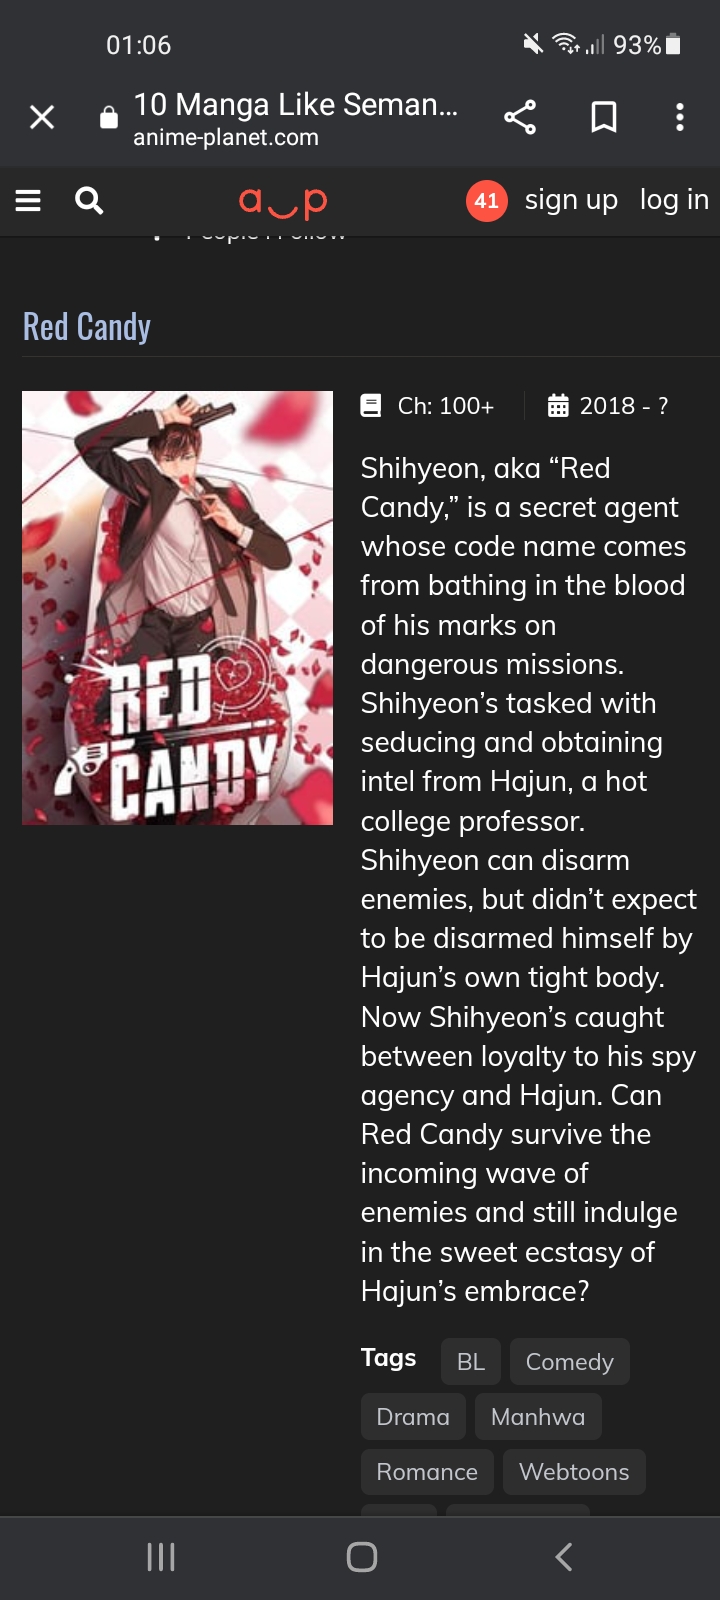 01:06
93%
10 Manga Like Seman...
anime-planet.com
a p
41 sign up log in
People I Follow
Red Candy
Ch: 100+ 2018 - ?
RED
CANDY
Shihyeon, aka “Red
Candy,” is a secret agent
whose code name comes
from bathing in the blood
of his marks on
dangerous missions.
Shihyeon’s tasked with
seducing and obtaining
intel from Hajun, a hot
college professor.
Shihyeon can disarm
enemies, but didn’t expect
to be disarmed himself by
Hajun’s own tight body.
Now Shihyeon’s caught
between loyalty to his spy
agency and Hajun. Can
Red Candy survive the
incoming wave of
enemies and still indulge
in the sweet ecstasy of
Hajun’s embrace?
Tags BL Comedy
Drama Manhwa
Romance Webtoons